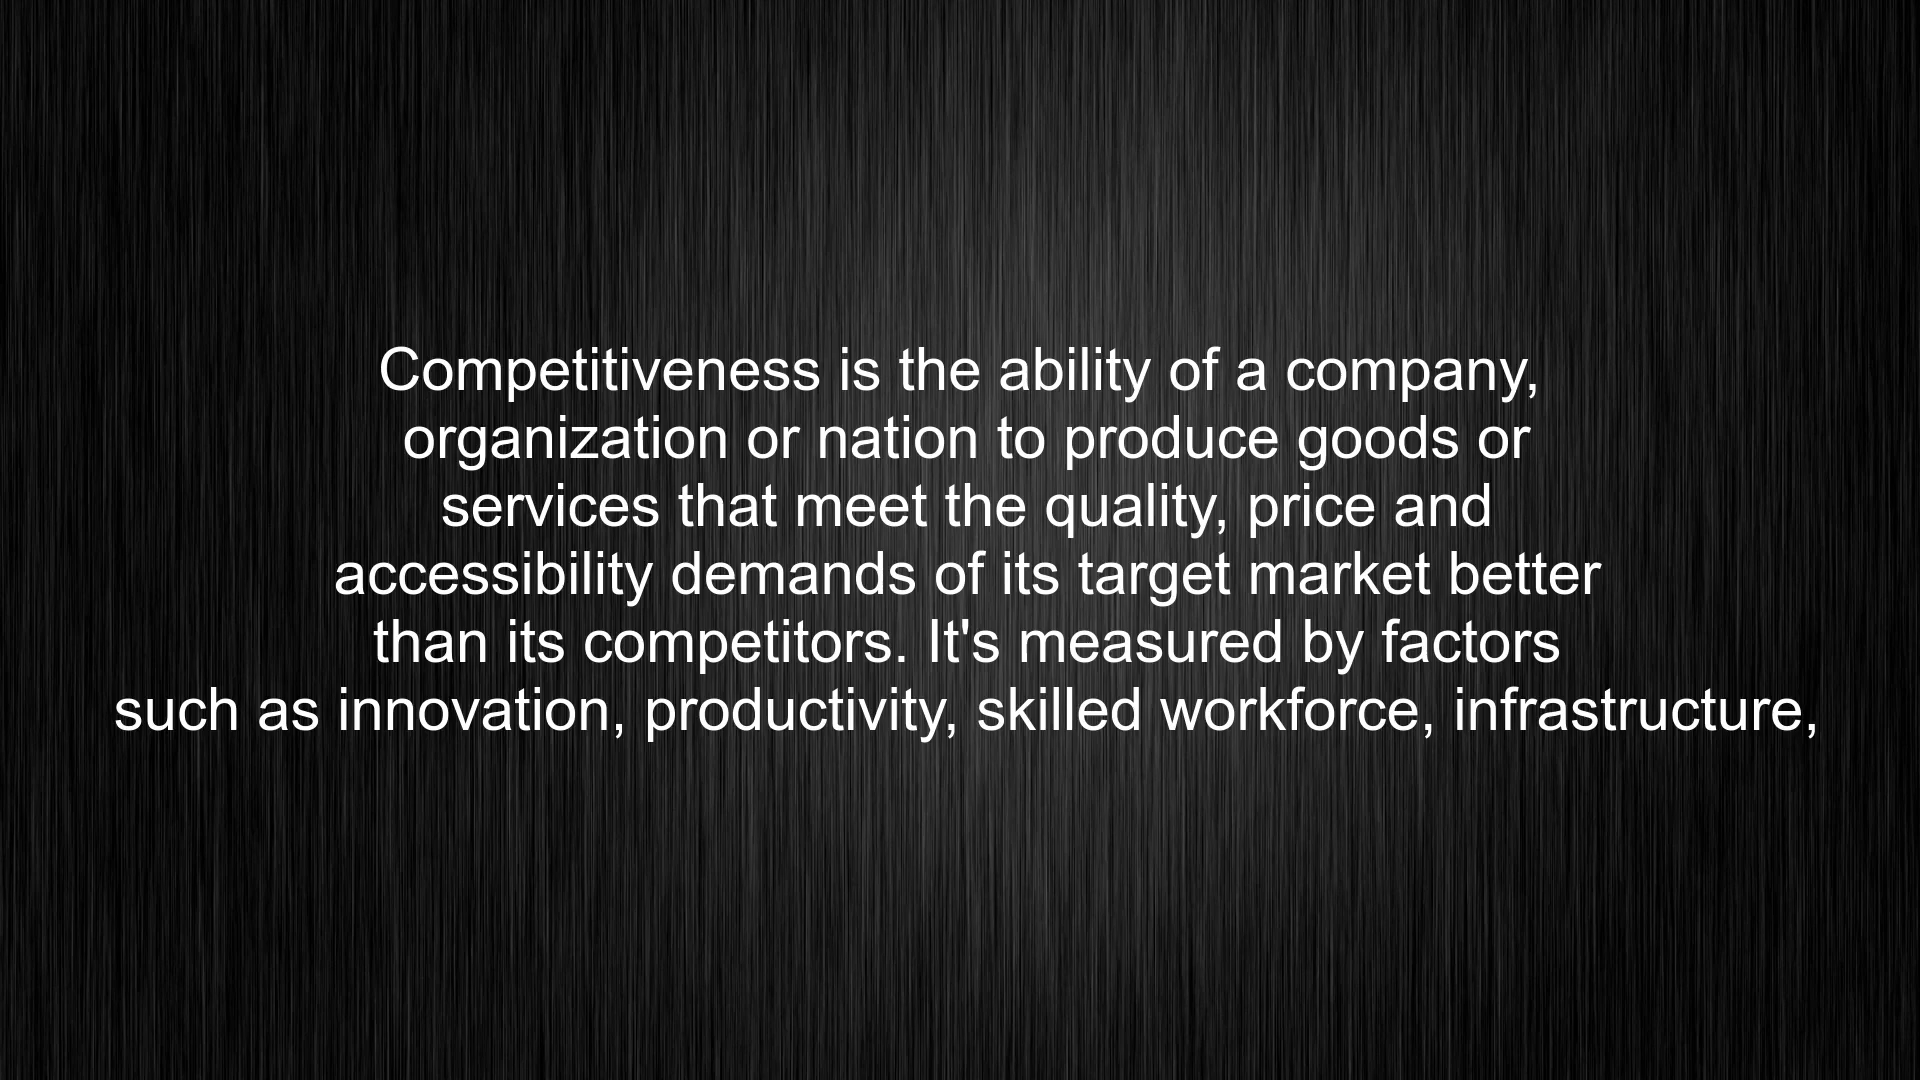 Competitiveness is the ability of a company,
organization or nation to produce goods or
services that meet the quality, price and
accessibility demands of its target market better
than its competitors. It's measured by factors
such as innovation, productivity, skilled workforce, infrastructure,